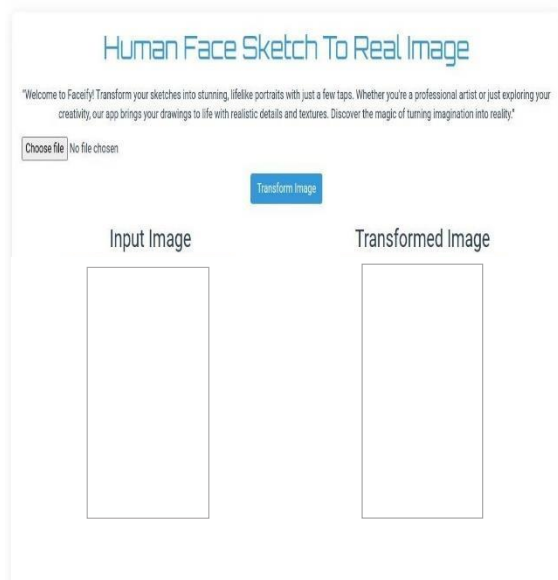 Human Face Sketch To Real Image
"Welcome to Faceify! Transform your sketches into stunning, lifelike portraits with just a few taps. Whether you're a professional artist or just exploring your
creativity, our app brings your drawings to life with realistic details and textures. Discover the magic of turning imagination into reality."
Choose file No file chosen
Transform Image
Input Image
Transformed Image